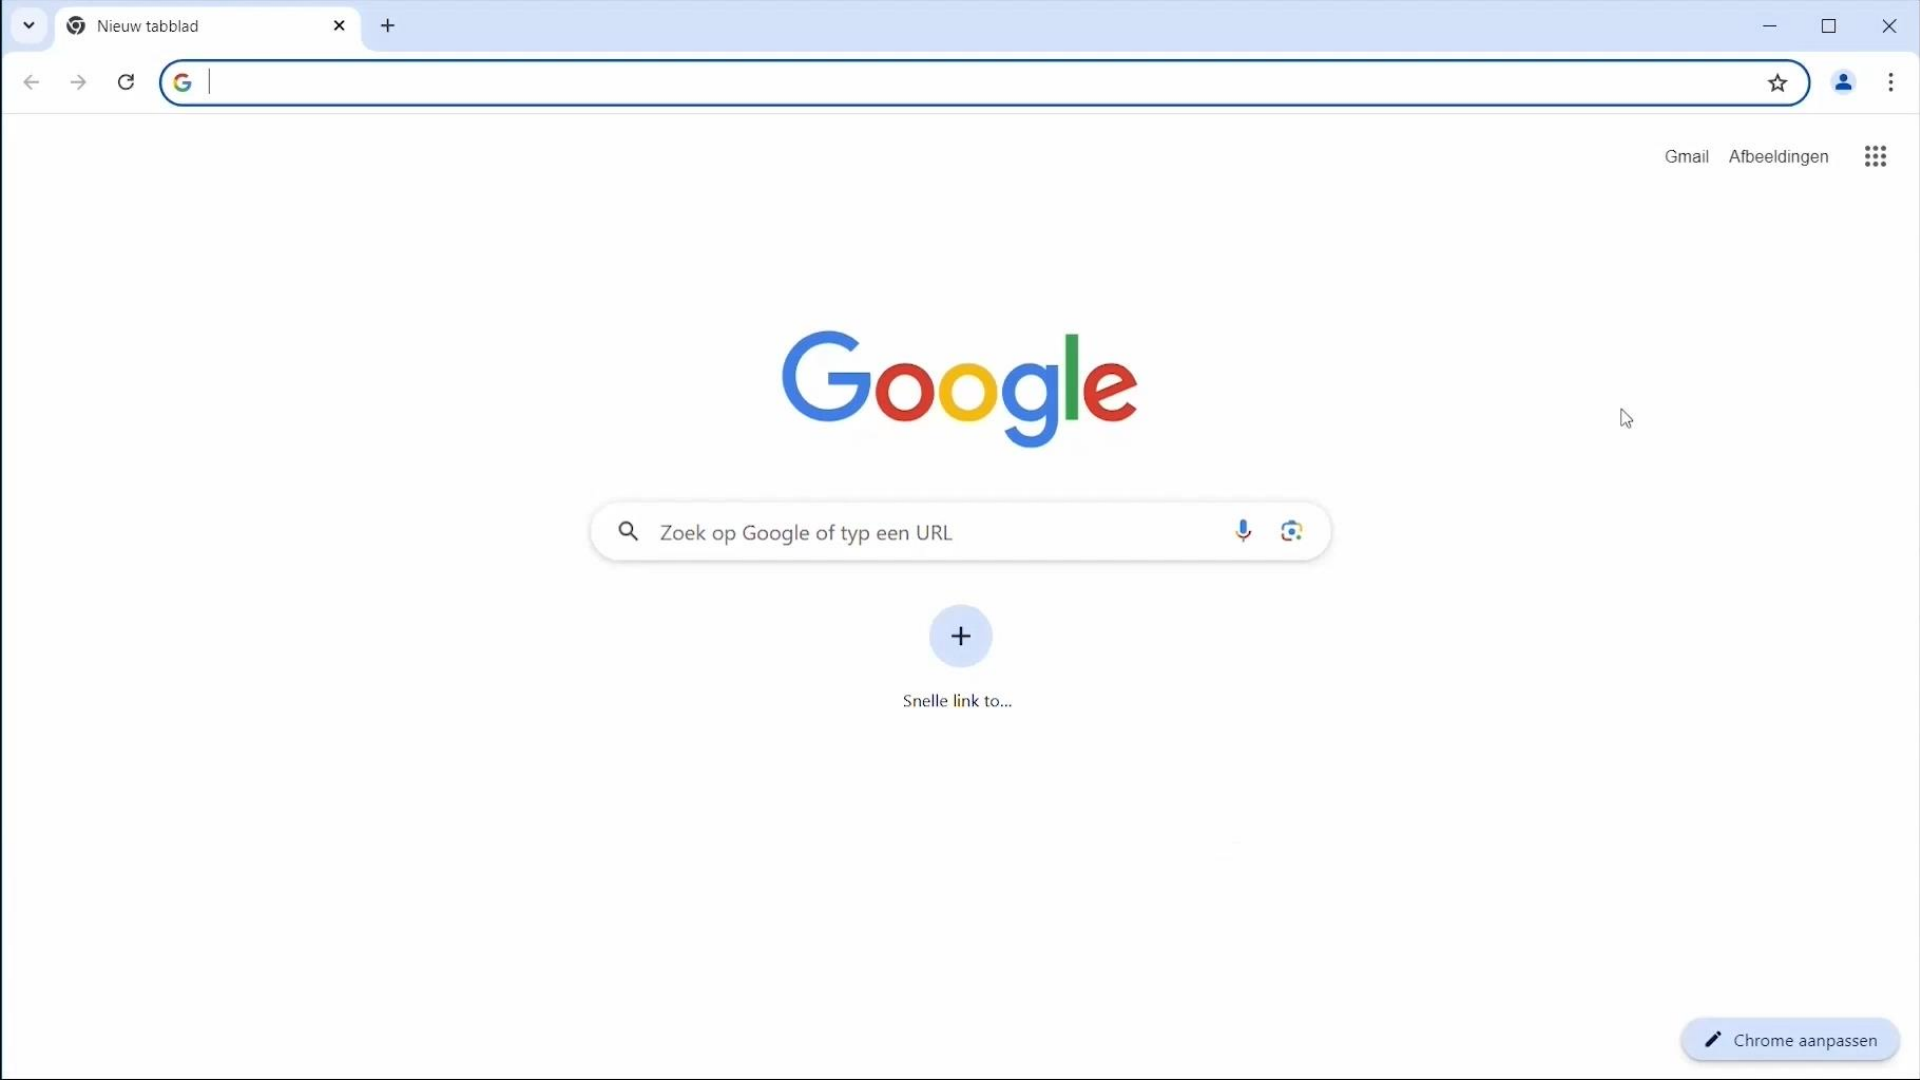 Nieuw tabblad
Gmail Afbeeldingen
Google
Zoek op Google of typ een URL
Snelle link to...
Chrome aanpassen